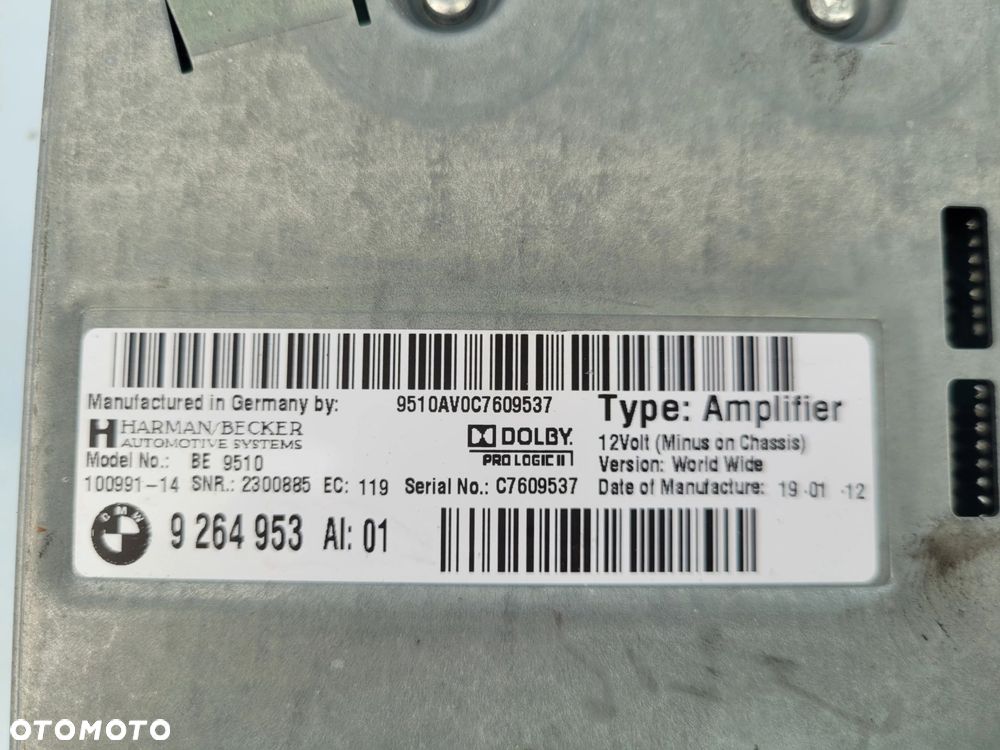 Manufactured in Germany by: 9510AV0C7609537 Type: Amplifier
HARMAN/BECKER
AUTOMOTIVE SYSTEMS
DOLBY
PRO LOGIC II
12Volt (Minus on Chassis)
Model No.: BE 9510
Version: World Wide
100991-14 SNR.: 2300885 EC: 119 Serial No.: C7609537 Date of Manufacture: 19 01 12
BMW 9 264 953 AI: 01
OTOMOTO